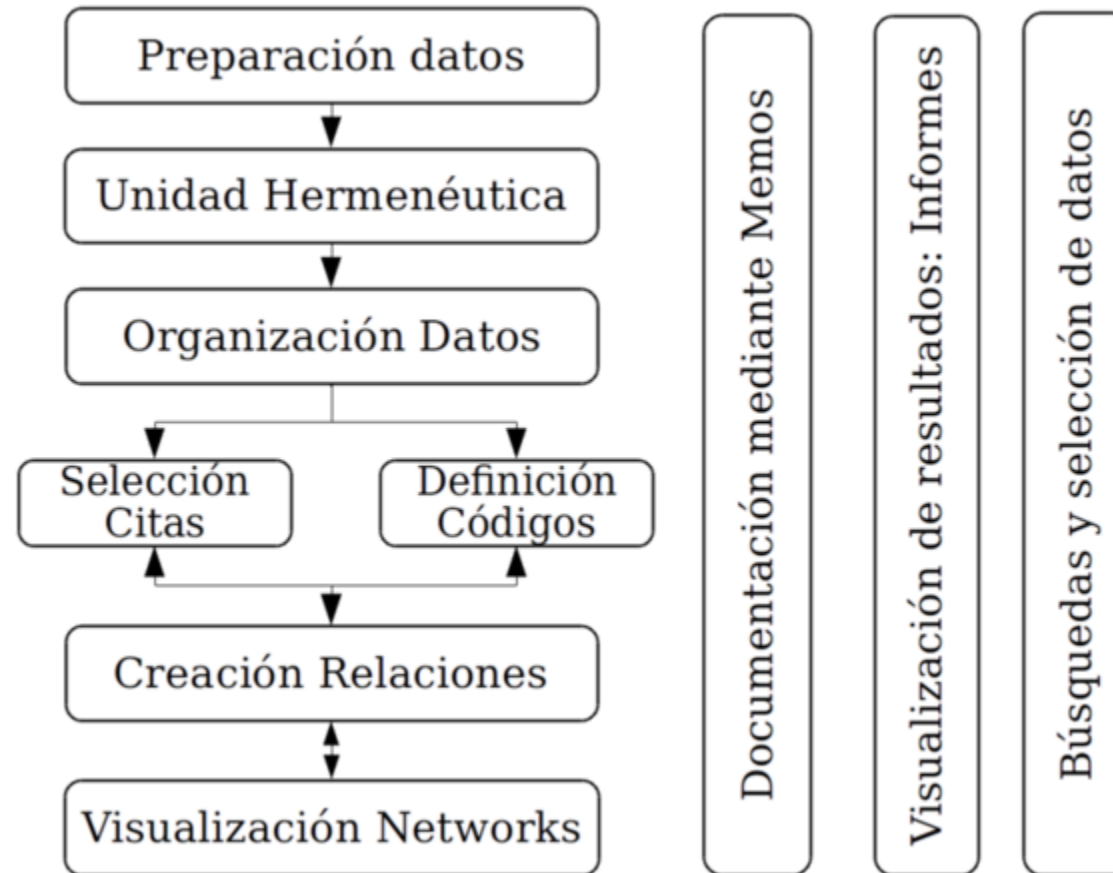 Preparación datos
Unidad Hermenéutica
Organización Datos
Selección
Citas
Definición
Códigos
Creación Relaciones
Visualización Networks
Documentación mediante Memos
Visualización de resultados: Informes
Búsquedas y selección de datos